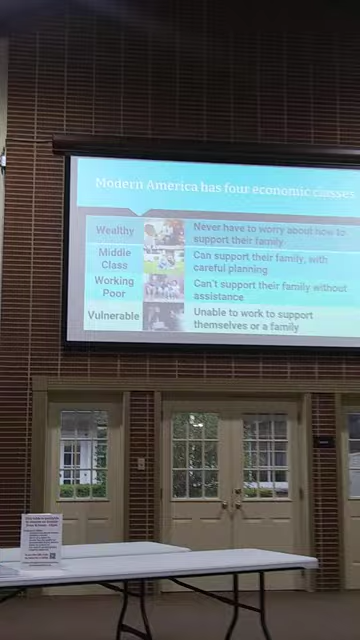 Modern America has four economic classes
Wealthy
Never have to worry about how to
support their family
Middle
Class
Can support their family, with
careful planning
Working
Poor
Can't support their family without
assistance
Vulnerable
Unable to work to support
themselves or a family